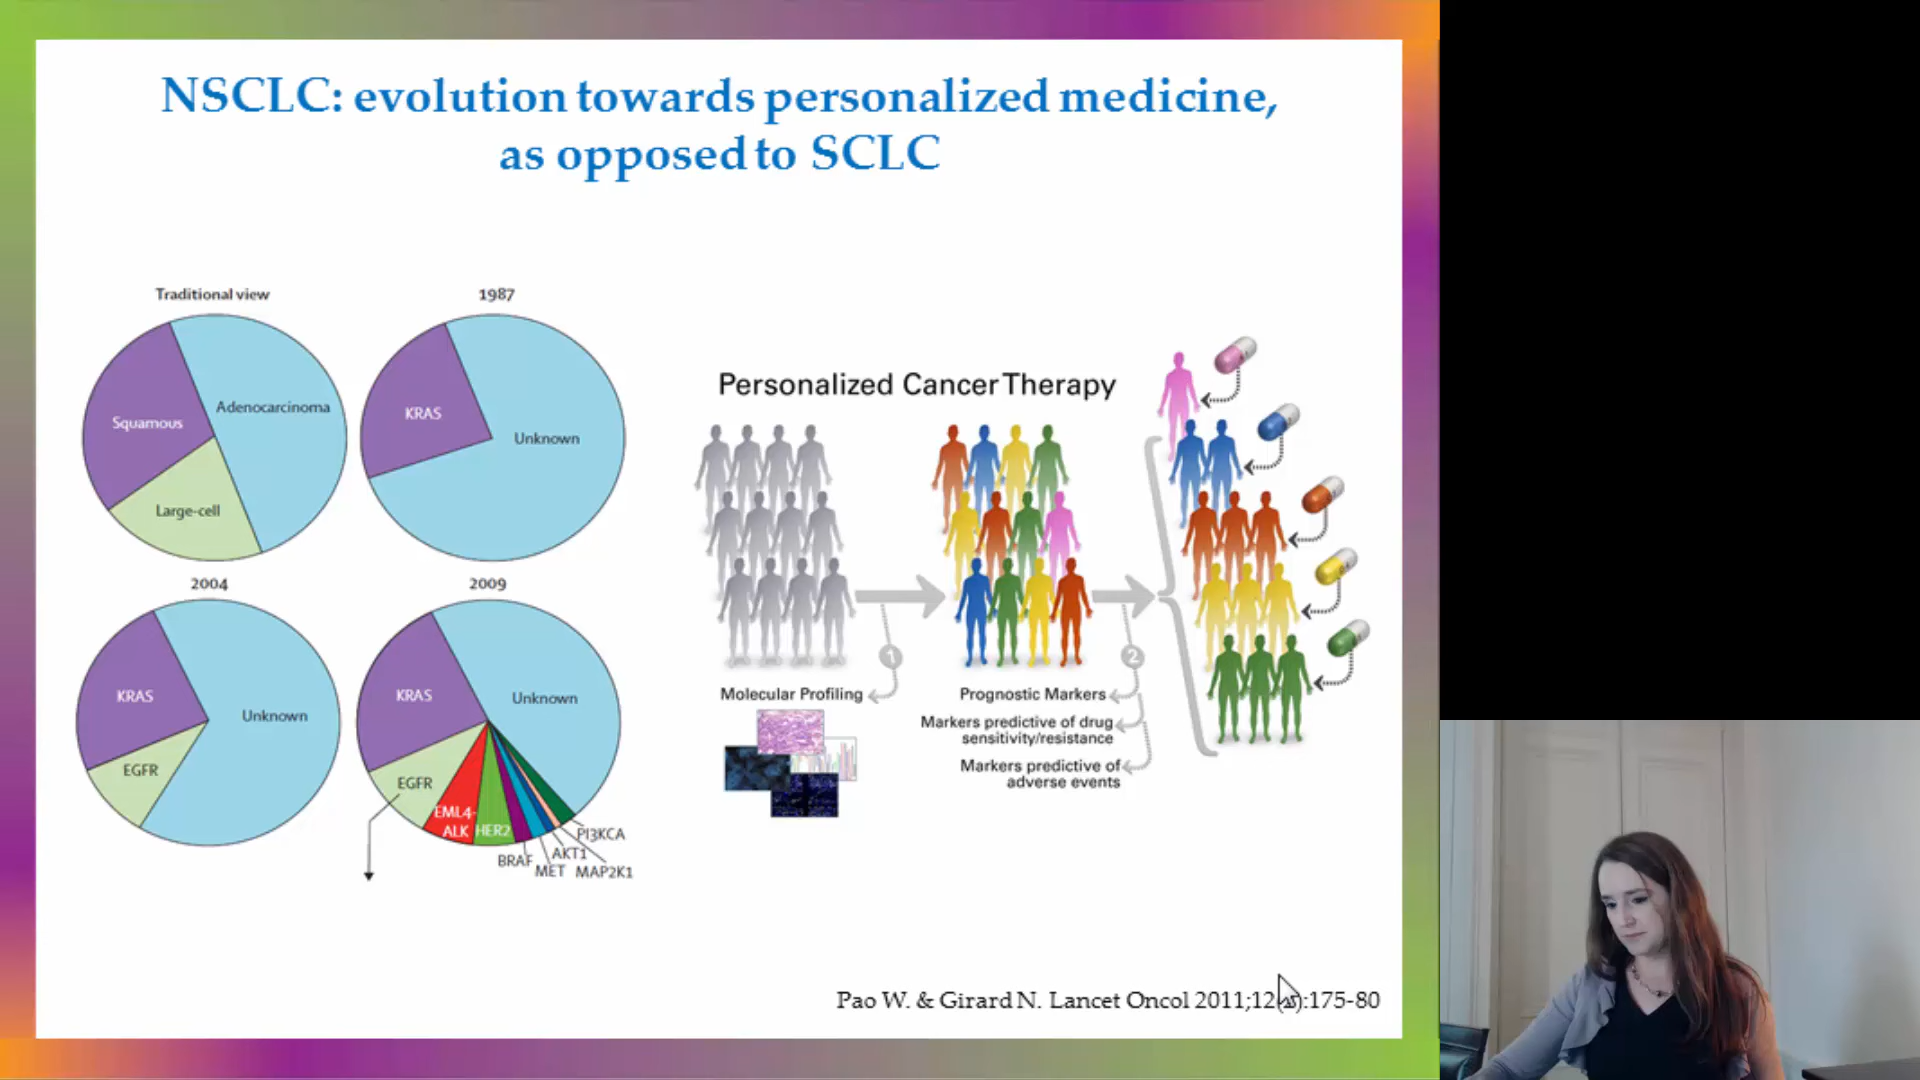 NSCLC: evolution towards personalized medicine,
as opposed to SCLC
Traditional view
1987
Squamous
Adenocarcinoma
Large-cell
KRAS
Unknown
2004
2009
KRAS
Unknown
EGFR
KRAS
Unknown
EGFR
EML4-
ALK
HER2
BRAF
MET
AKT1
MAP2K1
PI3KCA
Personalized Cancer Therapy
1
2
Molecular Profiling
Prognostic Markers
Markers predictive of drug
sensitivity/resistance
Markers predictive of
adverse events
Pao W. & Girard N. Lancet Oncol 2011;12 :175-80